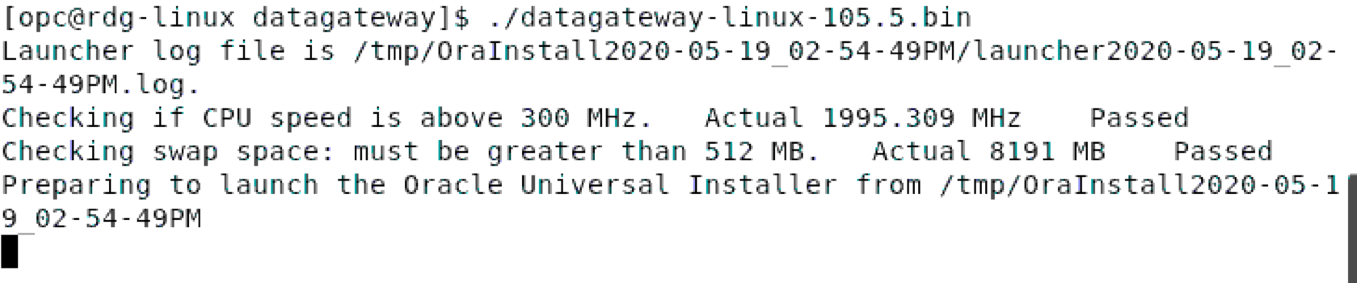 [opc@rdg-linux datagateway]$ ./datagateway-linux-105.5.bin
Launcher log file is /tmp/OraInstall2020-05-19_02-54-49PM/launcher2020-05-19_02-
54-49PM.log.
Checking if CPU speed is above 300 MHz.   Actual 1995.309 MHz    Passed
Checking swap space: must be greater than 512 MB.   Actual 8191 MB    Passed
Preparing to launch the Oracle Universal Installer from /tmp/OraInstall2020-05-1
9_02-54-49PM